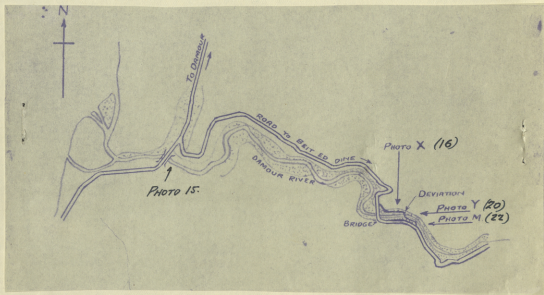 N
TO DAMOUR
ROAD TO BEIT ED DINE
DAMOUR RIVER
PHOTO X (16)
PHOTO 15.
DEVIATION
PHOTO Y (20)
PHOTO M. (22)
BRIDGE